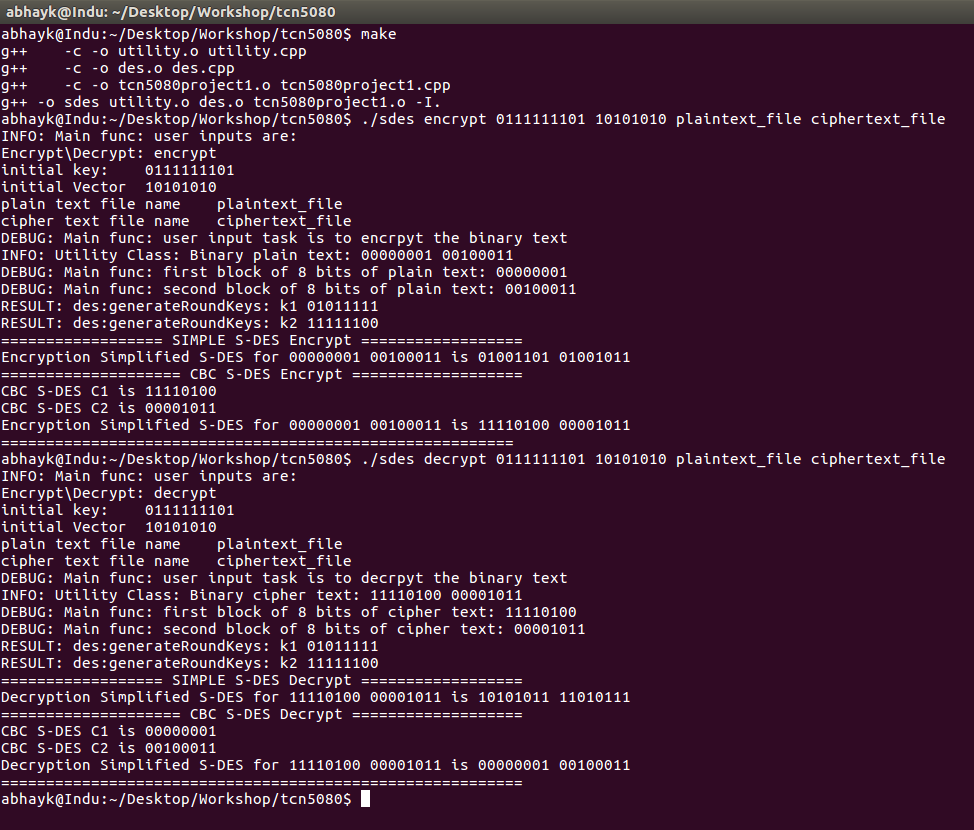 abhayk@Indu: ~/Desktop/Workshop/tcn5080
abhayk@Indu:~/Desktop/Workshop/tcn5080$ make
g++    -c -o utility.o utility.cpp
g++    -c -o des.o des.cpp
g++    -c -o tcn5080project1.o tcn5080project1.cpp
g++ -o sdes utility.o des.o tcn5080project1.o -I.
abhayk@Indu:~/Desktop/Workshop/tcn5080$ ./sdes encrypt 0111111101 10101010 plaintext_file ciphertext_file
INFO: Main func: user inputs are:
Encrypt\Decrypt: encrypt
initial key:    0111111101
initial Vector  10101010
plain text file name    plaintext_file
cipher text file name   ciphertext_file
DEBUG: Main func: user input task is to encrpyt the binary text
INFO: Utility Class: Binary plain text: 00000001 00100011
DEBUG: Main func: first block of 8 bits of plain text: 00000001
DEBUG: Main func: second block of 8 bits of plain text: 00100011
RESULT: des:generateRoundKeys: k1 01011111
RESULT: des:generateRoundKeys: k2 11111100
================== SIMPLE S-DES Encrypt ==================
Encryption Simplified S-DES for 00000001 00100011 is 01001101 01001011
==================== CBC S-DES Encrypt ===================
CBC S-DES C1 is 11110100
CBC S-DES C2 is 00001011
Encryption Simplified S-DES for 00000001 00100011 is 11110100 00001011
=========================================================
abhayk@Indu:~/Desktop/Workshop/tcn5080$ ./sdes decrypt 0111111101 10101010 plaintext_file ciphertext_file
INFO: Main func: user inputs are:
Encrypt\Decrypt: decrypt
initial key:    0111111101
initial Vector  10101010
plain text file name    plaintext_file
cipher text file name   ciphertext_file
DEBUG: Main func: user input task is to decrpyt the binary text
INFO: Utility Class: Binary cipher text: 11110100 00001011
DEBUG: Main func: first block of 8 bits of cipher text: 11110100
DEBUG: Main func: second block of 8 bits of cipher text: 00001011
RESULT: des:generateRoundKeys: k1 01011111
RESULT: des:generateRoundKeys: k2 11111100
================== SIMPLE S-DES Decrypt ==================
Decryption Simplified S-DES for 11110100 00001011 is 10101011 11010111
==================== CBC S-DES Decrypt ===================
CBC S-DES C1 is 00000001
CBC S-DES C2 is 00100011
Decryption Simplified S-DES for 11110100 00001011 is 00000001 00100011
==========================================================
abhayk@Indu:~/Desktop/Workshop/tcn5080$